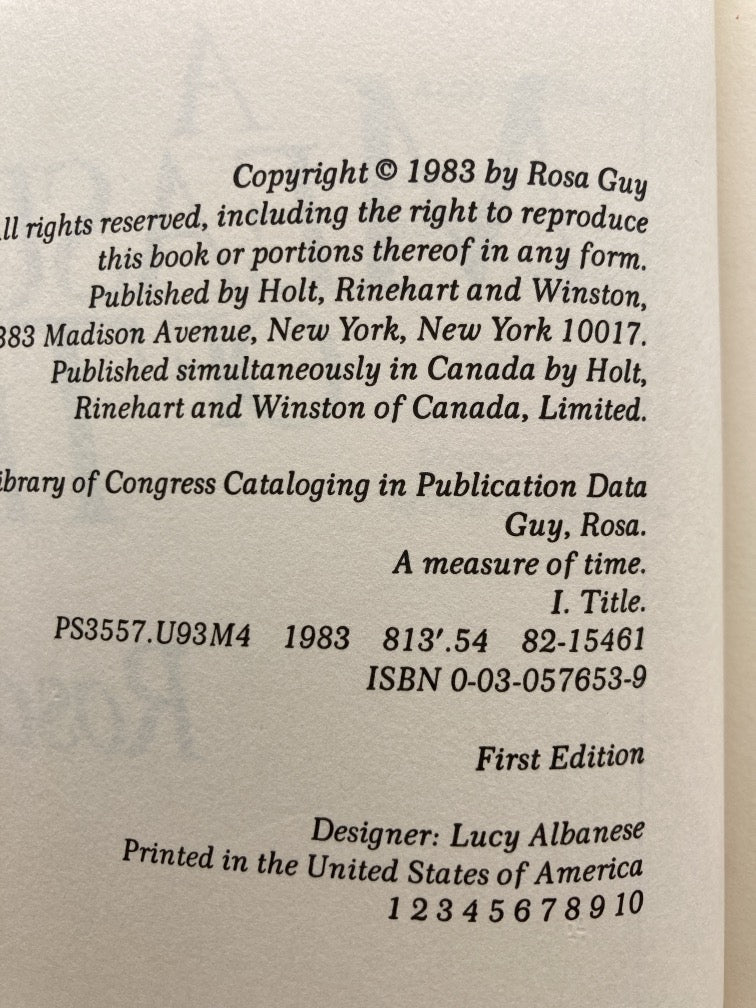 Copyright © 1983 by Rosa Guy
ll rights reserved, including the right to reproduce
this book or portions thereof in any form.
Published by Holt, Rinehart and Winston,
383 Madison Avenue, New York, New York 10017.
Published simultaneously in Canada by Holt,
Rinehart and Winston of Canada, Limited.
ibrary of Congress Cataloging in Publication Data
Guy, Rosa.
A measure of time.
I. Title.
PS3557.U93M4 1983 813′.54 82-15461
ISBN 0-03-057653-9
First Edition
Designer: Lucy Albanese
Printed in the United States of America
1 2 3 4 5 6 7 8 9 10